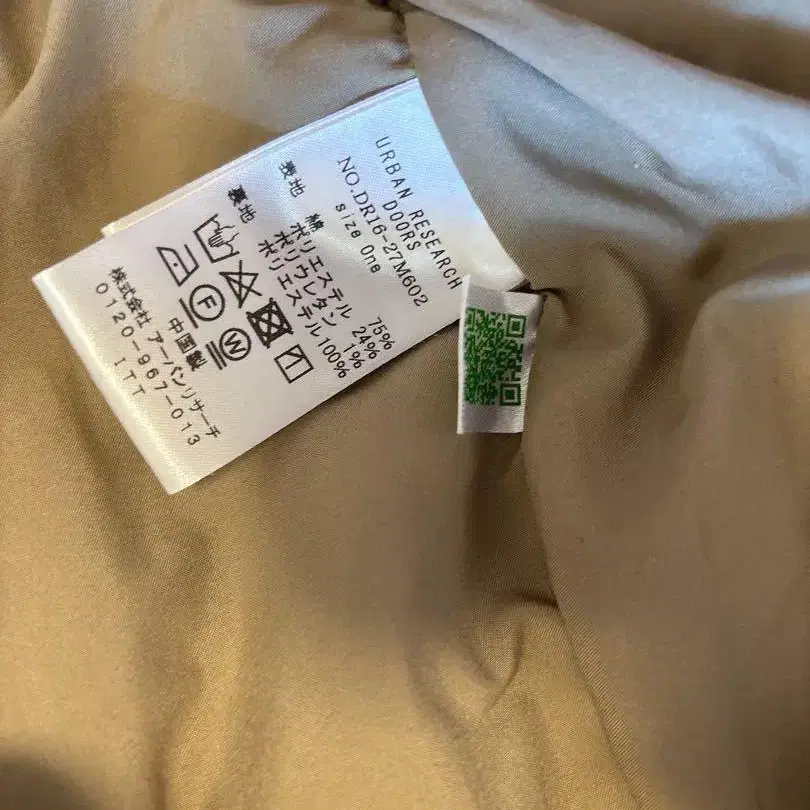 URBAN RESEARCH
DOORS
NO.DR16-27M602
size One
表地 綿 75%
ポリエステル 24%
ポリウレタン 1%
裏地 ポリエステル 100%
F
W
中国製
株式会社 アーバンリサーチ
0120-967-013
ITT